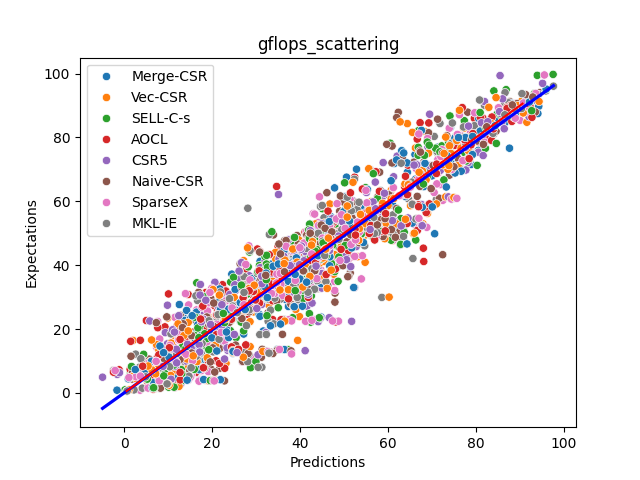 gflops_scattering
Expectations
100
80
60
40
20
0
Merge-CSR
Vec-CSR
SELL-C-s
AOCL
CSR5
Naive-CSR
SparseX
MKL-IE
0 20 40 60 80 100
Predictions